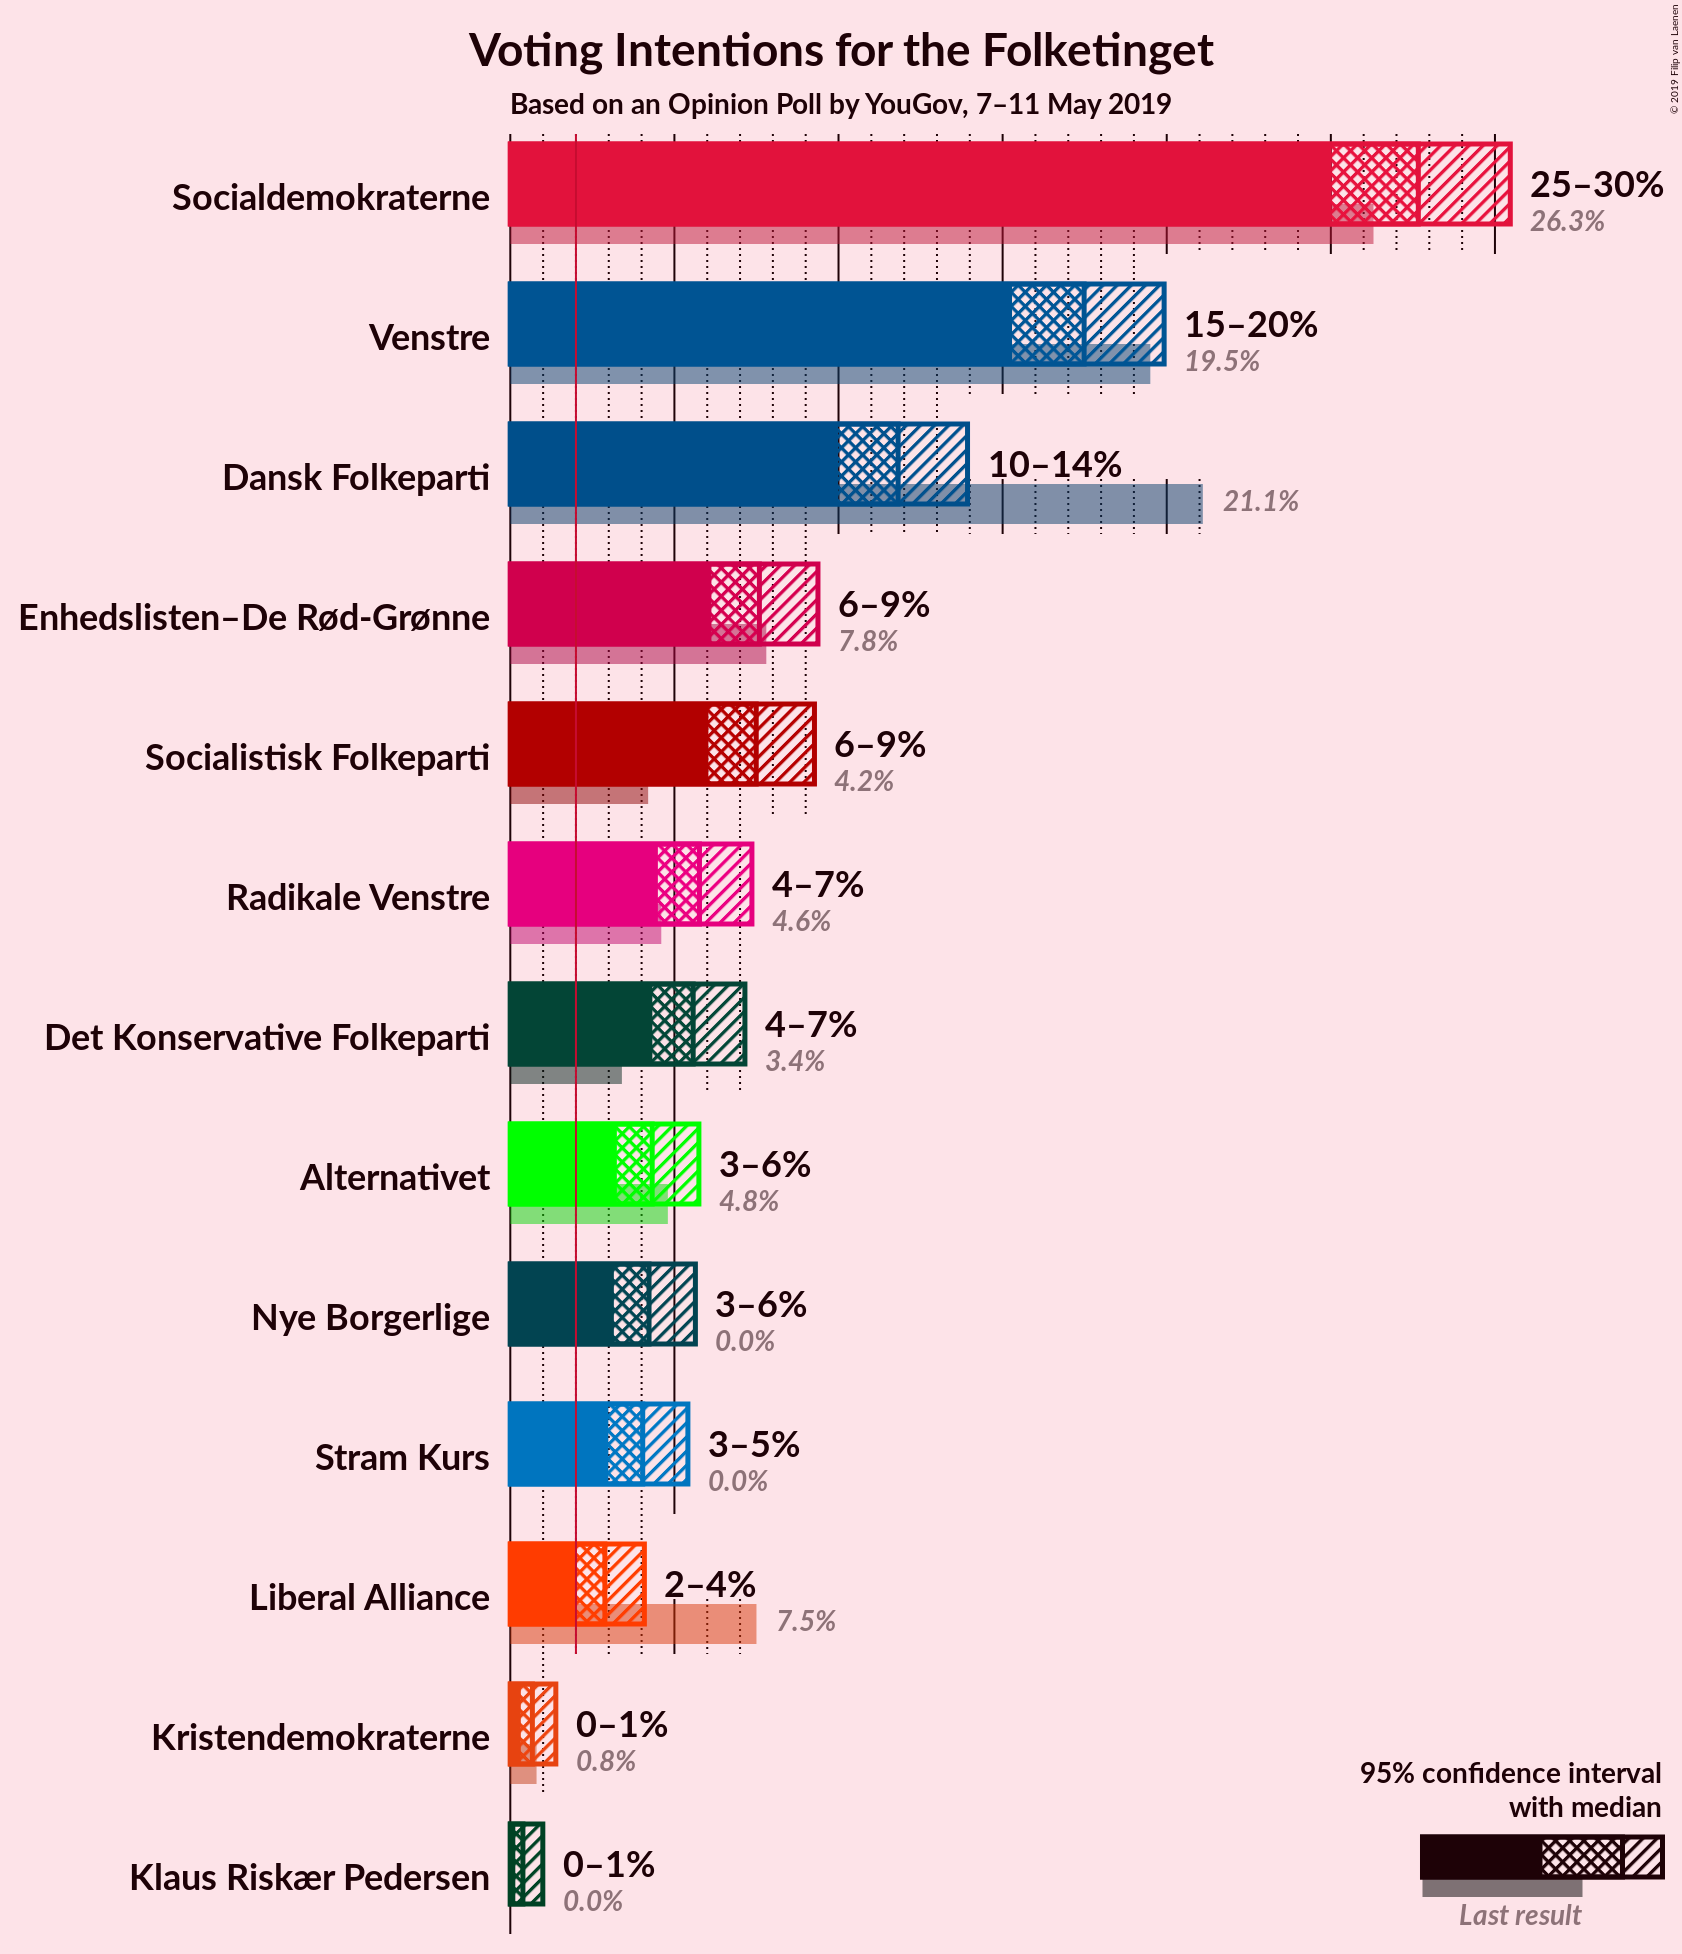 Voting Intentions for the Folketinget
Based on an Opinion Poll by YouGov, 7–11 May 2019
© 2019 Filip van Laenen
Socialdemokraterne
25–30%
26.3%
Venstre
15–20%
19.5%
Dansk Folkeparti
10–14%
21.1%
Enhedslisten–De Rød-Grønne
6–9%
7.8%
Socialistisk Folkeparti
6–9%
4.2%
Radikale Venstre
4–7%
4.6%
Det Konservative Folkeparti
4–7%
3.4%
Alternativet
3–6%
4.8%
Nye Borgerlige
3–6%
0.0%
Stram Kurs
3–5%
0.0%
Liberal Alliance
2–4%
7.5%
Kristendemokraterne
0–1%
0.8%
Klaus Riskær Pedersen
0–1%
0.0%
95% confidence interval
with median
Last result